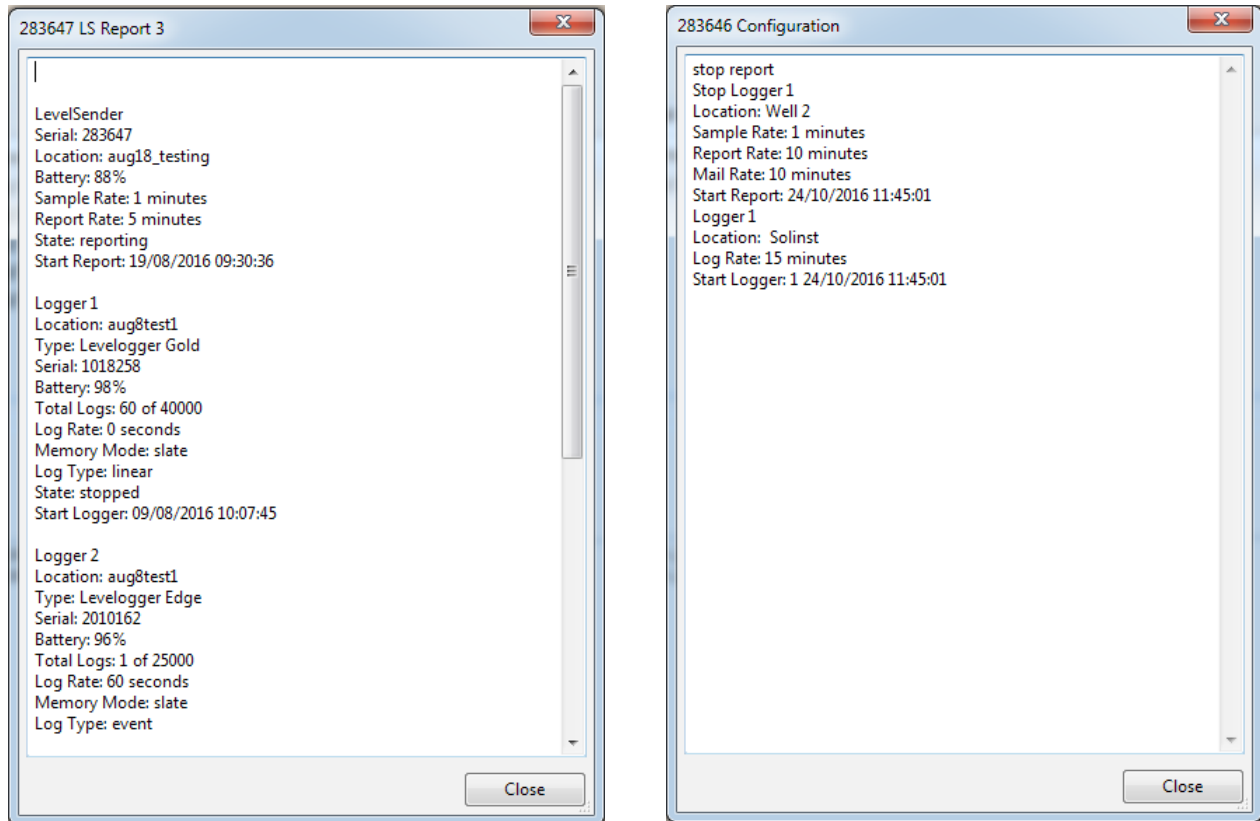 283647 LS Report 3
LevelSender
Serial: 283647
Location: aug18_testing
Battery: 88%
Sample Rate: 1 minutes
Report Rate: 5 minutes
State: reporting
Start Report: 19/08/2016 09:30:36
Logger 1
Location: aug8test1
Type: Levelogger Gold
Serial: 1018258
Battery: 98%
Total Logs: 60 of 40000
Log Rate: 0 seconds
Memory Mode: slate
Log Type: linear
State: stopped
Start Logger: 09/08/2016 10:07:45
Logger 2
Location: aug8test1
Type: Levelogger Edge
Serial: 2010162
Battery: 96%
Total Logs: 1 of 25000
Log Rate: 60 seconds
Memory Mode: slate
Log Type: event
Close
283646 Configuration
stop report
Stop Logger 1
Location: Well 2
Sample Rate: 1 minutes
Report Rate: 10 minutes
Mail Rate: 10 minutes
Start Report: 24/10/2016 11:45:01
Logger 1
Location:  Solinst
Log Rate: 15 minutes
Start Logger: 1 24/10/2016 11:45:01
Close